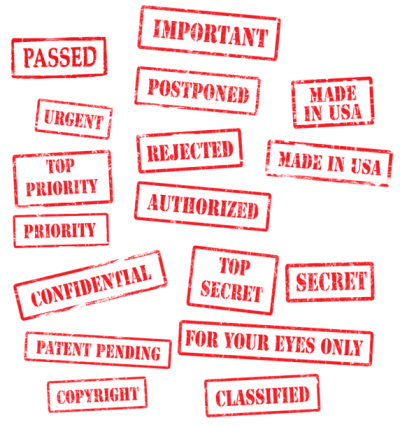 PASSED
IMPORTANT
POSTPONED
MADE
IN USA
URGENT
REJECTED
MADE IN USA
TOP
PRIORITY
AUTHORIZED
PRIORITY
CONFIDENTIAL
TOP
SECRET
SECRET
PATENT PENDING
FOR YOUR EYES ONLY
COPYRIGHT
CLASSIFIED